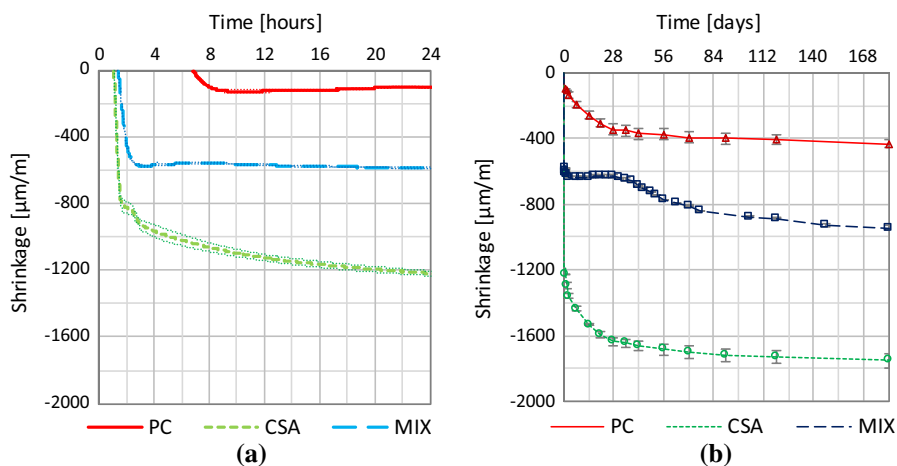 Time [hours]
0 4 8 12 16 20 24
0
-400
-800
-1200
-1600
-2000
Shrinkage [µm/m]
PC CSA MIX
(a)
Time [days]
0 28 56 84 112 140 168
0
-400
-800
-1200
-1600
-2000
Shrinkage [µm/m]
PC CSA MIX
(b)